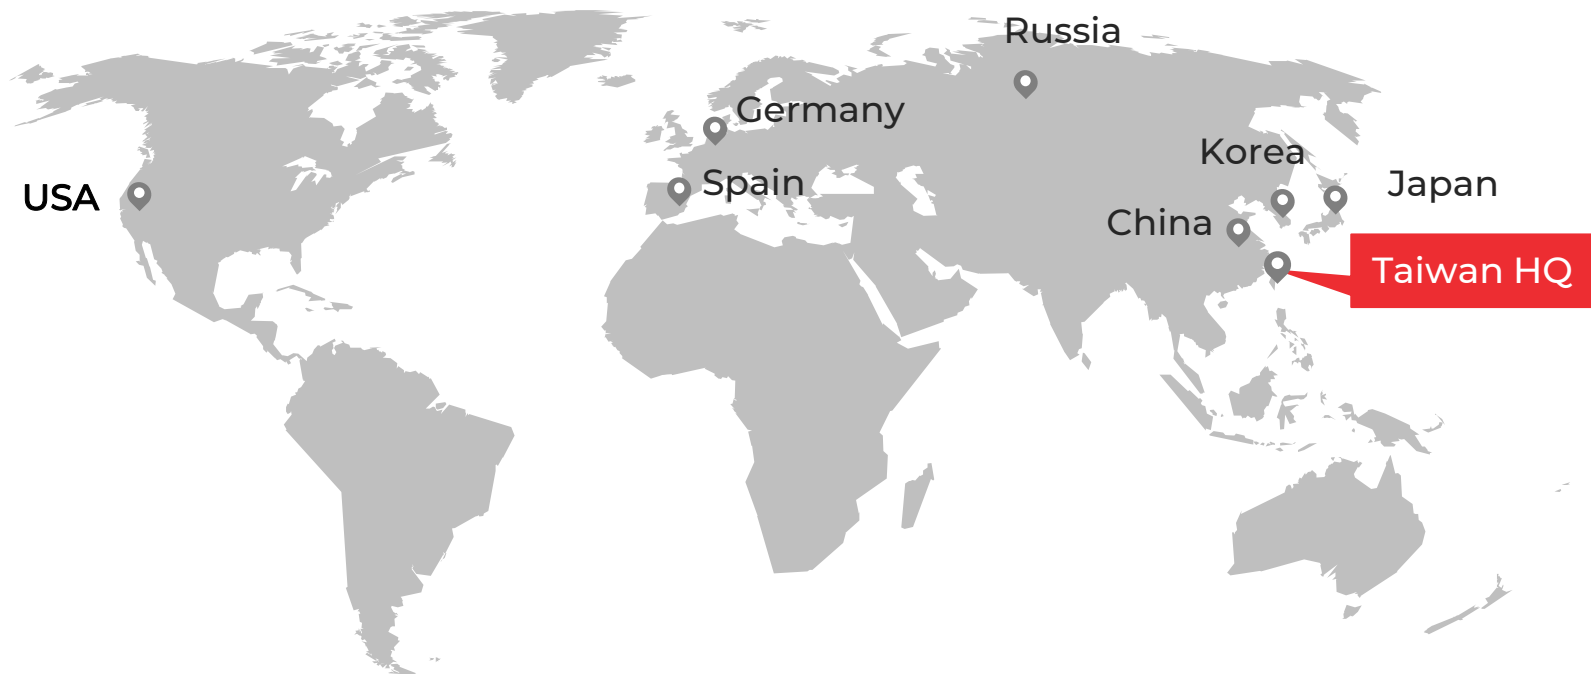 Russia
Germany
Korea
USA
Spain
Japan
China
Taiwan HQ